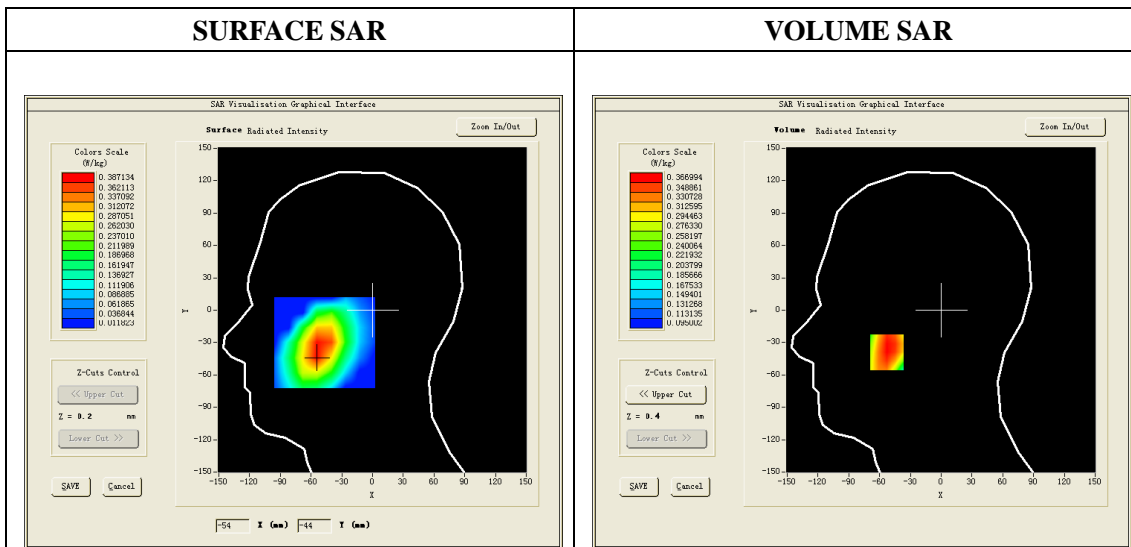 SURFACE SAR
SAR Visualisation Graphical Interface
Surface Radiated Intensity
Zoom In/Out
Colors Scale
(W/kg)
0.387134
0.362113
0.337092
0.312072
0.287051
0.262030
0.237010
0.211989
0.186968
0.161947
0.136927
0.111906
0.086885
0.061865
0.036844
0.011823
150
120
90
60
30
0
-30
-60
-90
-120
-150
Y
-150 -120 -90 -60 -30 0 30 60 90 120 150
X
Z-Cuts Control
<< Upper Cut
Z = 0.2 mm
Lower Cut >>
SAVE Cancel
-54 X (mm) -44 Y (mm)
VOLUME SAR
SAR Visualisation Graphical Interface
Volume Radiated Intensity
Zoom In/Out
Colors Scale
(W/kg)
0.366994
0.348861
0.330728
0.312595
0.294463
0.276330
0.258197
0.240064
0.221932
0.203799
0.185666
0.167533
0.149401
0.131268
0.113135
0.095002
150
120
90
60
30
0
-30
-60
-90
-120
-150
Y
-150 -120 -90 -60 -30 0 30 60 90 120 150
X
Z-Cuts Control
<< Upper Cut
Z = 0.4 mm
Lower Cut >>
SAVE Cancel